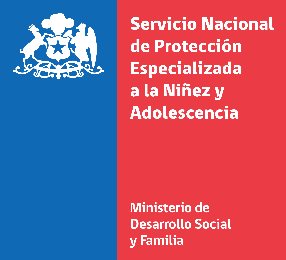 Servicio Nacional
de Protección
Especializada
a la Niñez y
Adolescencia
Ministerio de
Desarrollo Social
y Familia